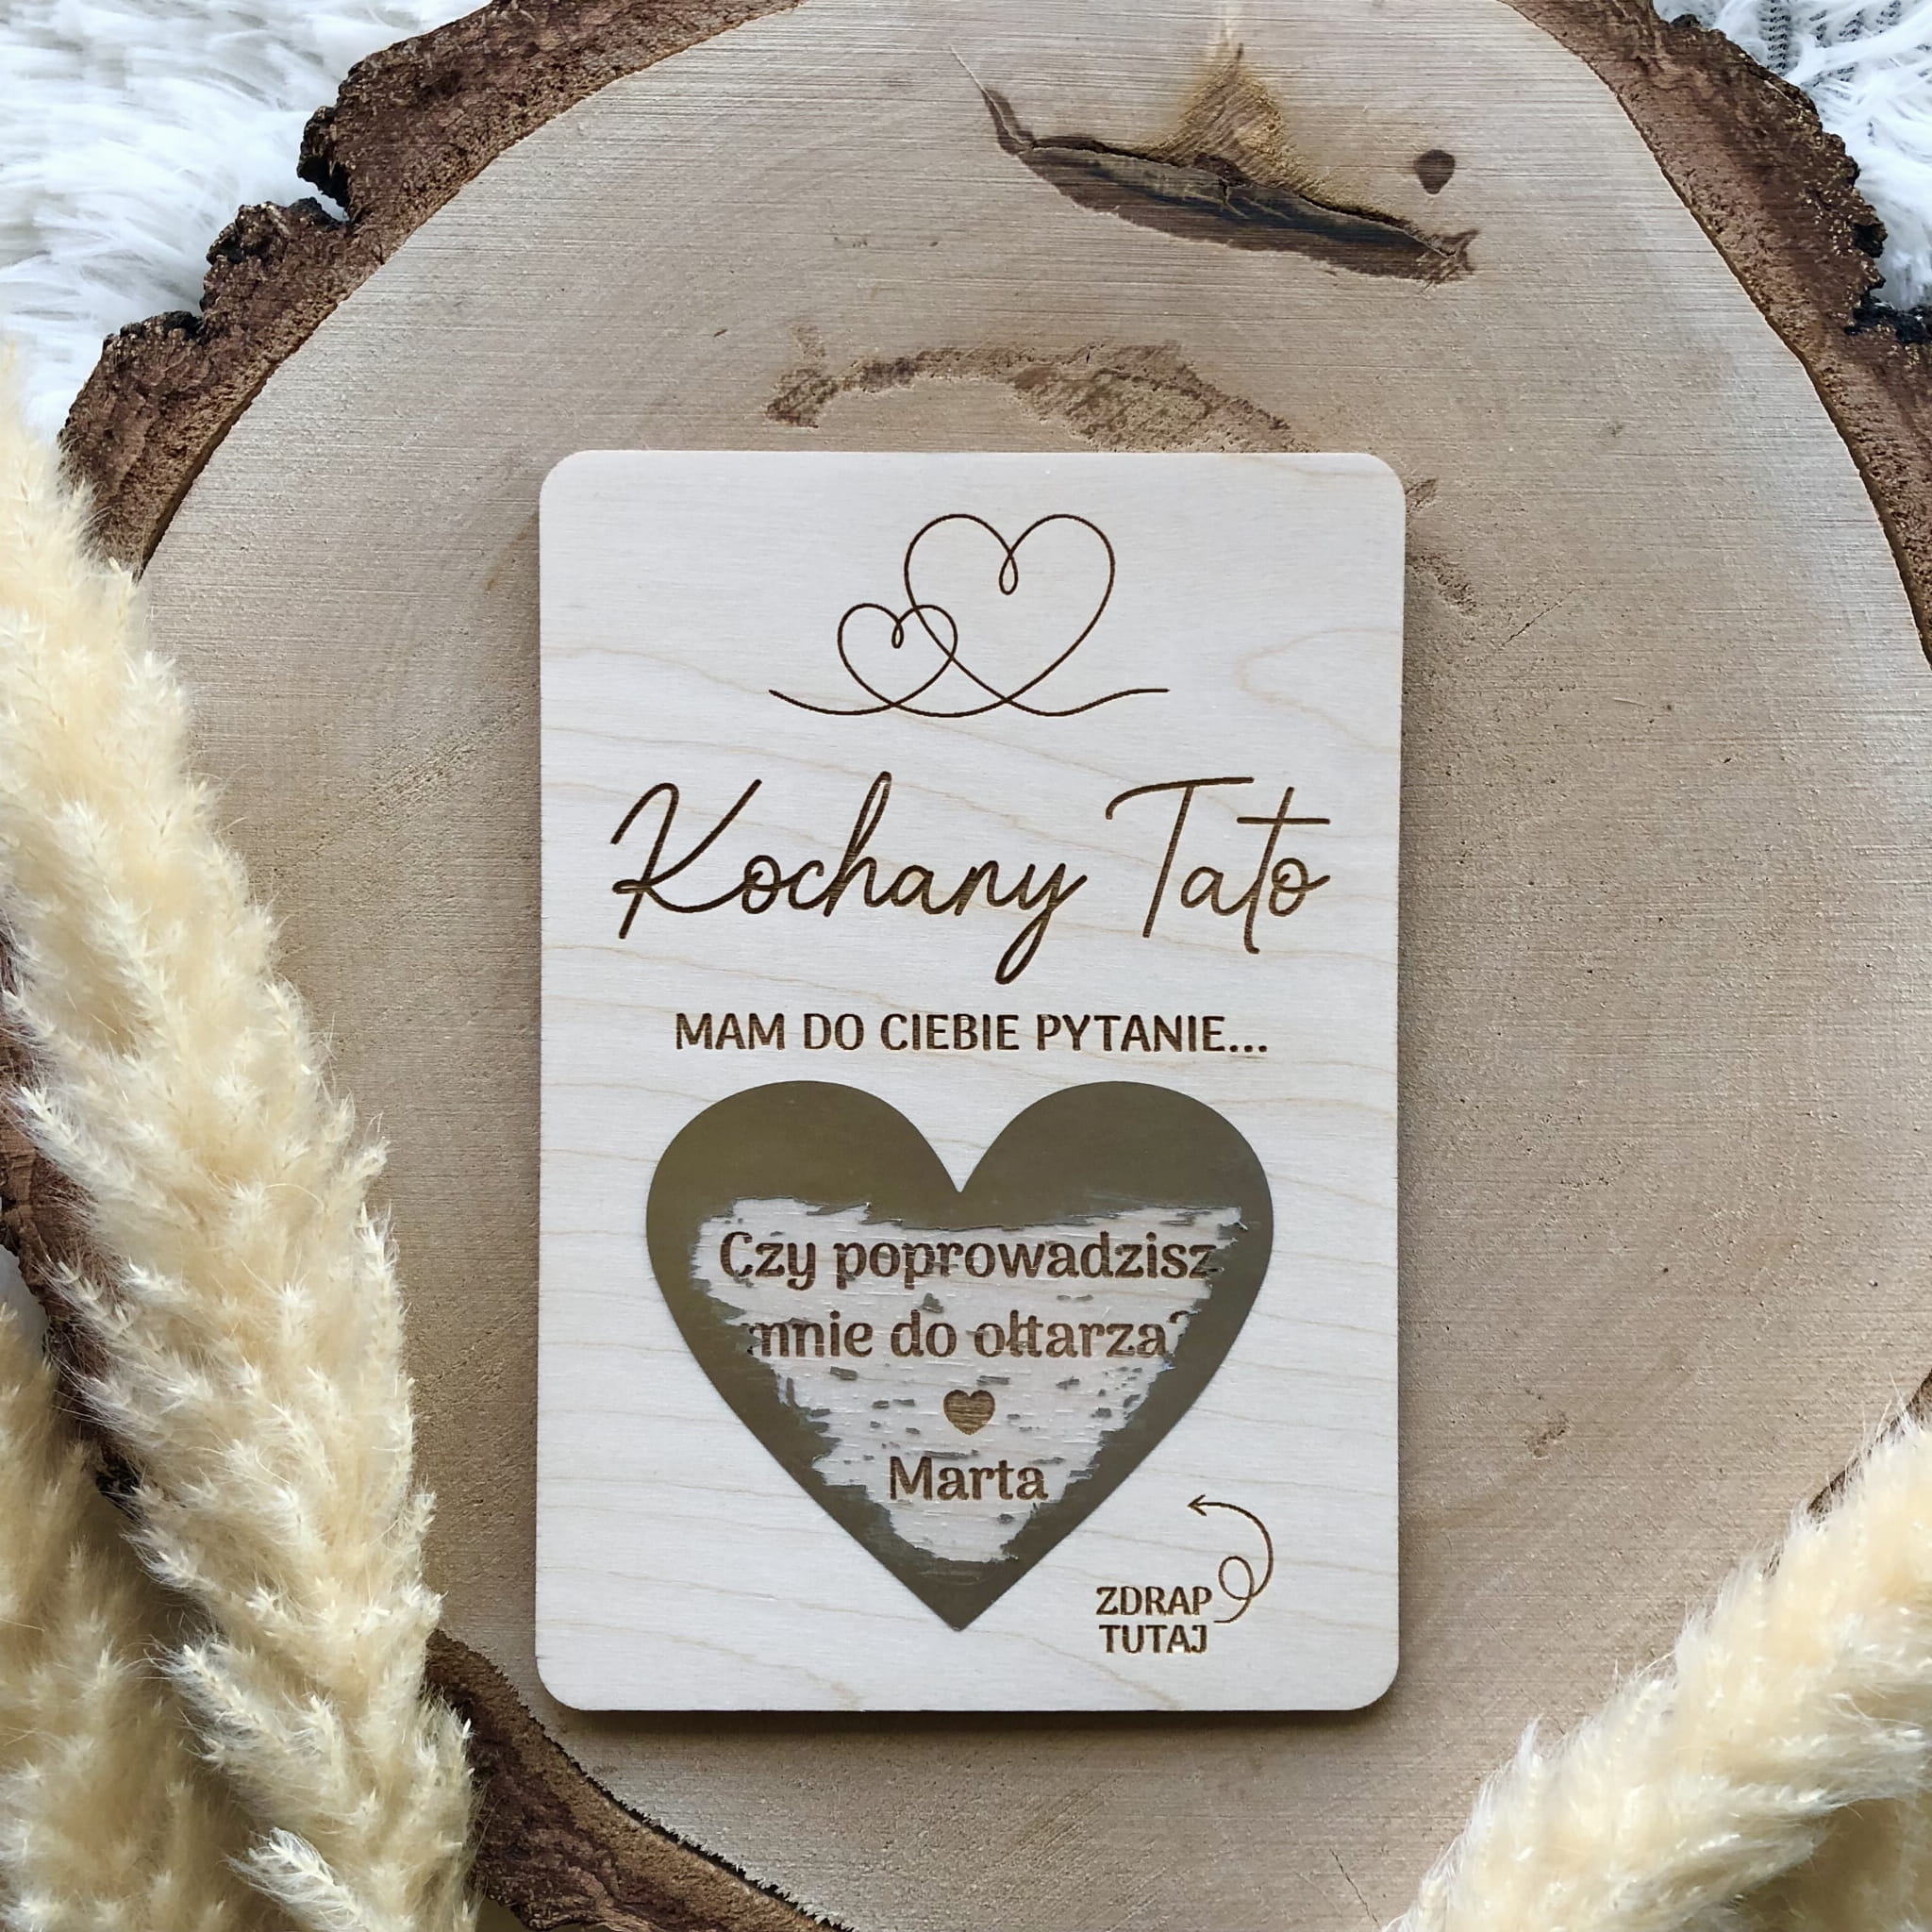 Kochany Tato
MAM DO CIEBIE PYTANIE...
Czy poprowadzisz
mnie do ołtarza?
Marta
ZDRAP
TUTAJ